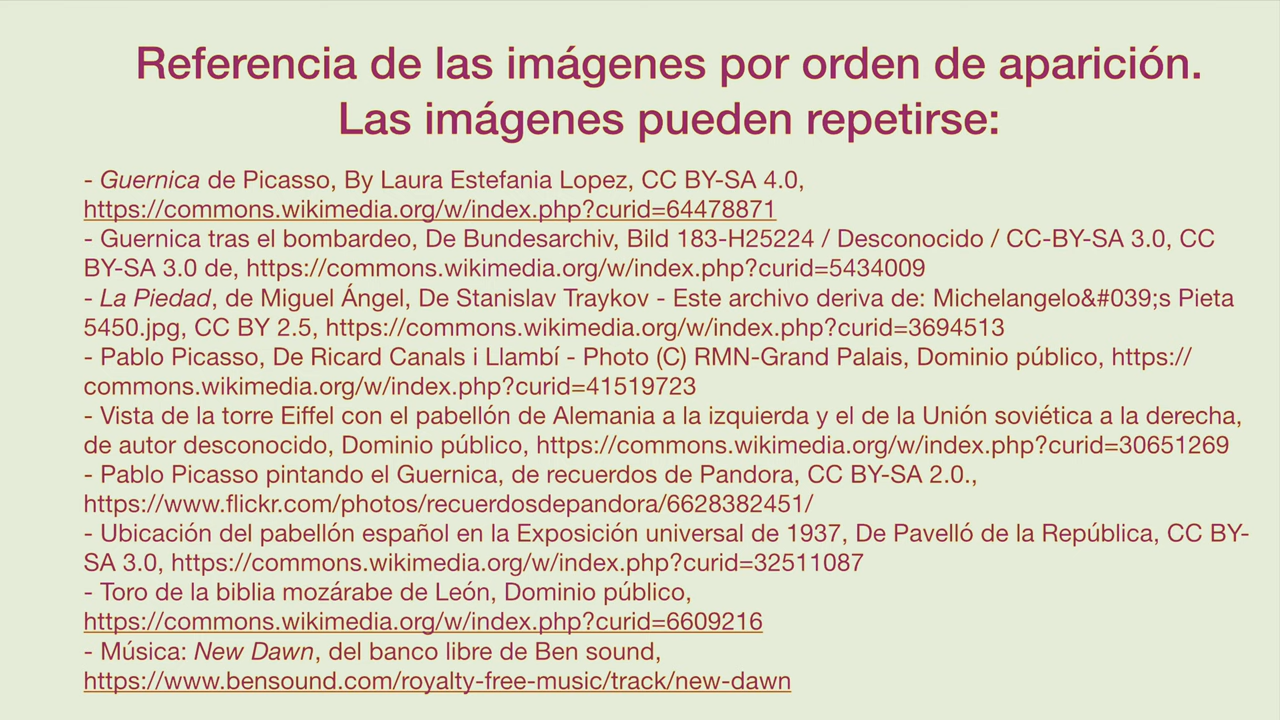 Referencia de las imágenes por orden de aparición.
Las imágenes pueden repetirse:
- Guernica de Picasso, By Laura Estefania Lopez, CC BY-SA 4.0,
https://commons.wikimedia.org/w/index.php?curid=64478871
- Guernica tras el bombardeo, De Bundesarchiv, Bild 183-H25224 / Desconocido / CC-BY-SA 3.0, CC
BY-SA 3.0 de, https://commons.wikimedia.org/w/index.php?curid=5434009
- La Piedad, de Miguel Ángel, De Stanislav Traykov - Este archivo deriva de: Michelangelo&#039;s Pieta
5450.jpg, CC BY 2.5, https://commons.wikimedia.org/w/index.php?curid=3694513
- Pablo Picasso, De Ricard Canals i Llambí - Photo (C) RMN-Grand Palais, Dominio público, https://
commons.wikimedia.org/w/index.php?curid=41519723
- Vista de la torre Eiffel con el pabellón de Alemania a la izquierda y el de la Unión soviética a la derecha,
de autor desconocido, Dominio público, https://commons.wikimedia.org/w/index.php?curid=30651269
- Pablo Picasso pintando el Guernica, de recuerdos de Pandora, CC BY-SA 2.0.,
https://www.flickr.com/photos/recuerdosdepandora/6628382451/
- Ubicación del pabellón español en la Exposición universal de 1937, De Pavelló de la República, CC BY-
SA 3.0, https://commons.wikimedia.org/w/index.php?curid=32511087
- Toro de la biblia mozárabe de León, Dominio público,
https://commons.wikimedia.org/w/index.php?curid=6609216
- Música: New Dawn, del banco libre de Ben sound,
https://www.bensound.com/royalty-free-music/track/new-dawn